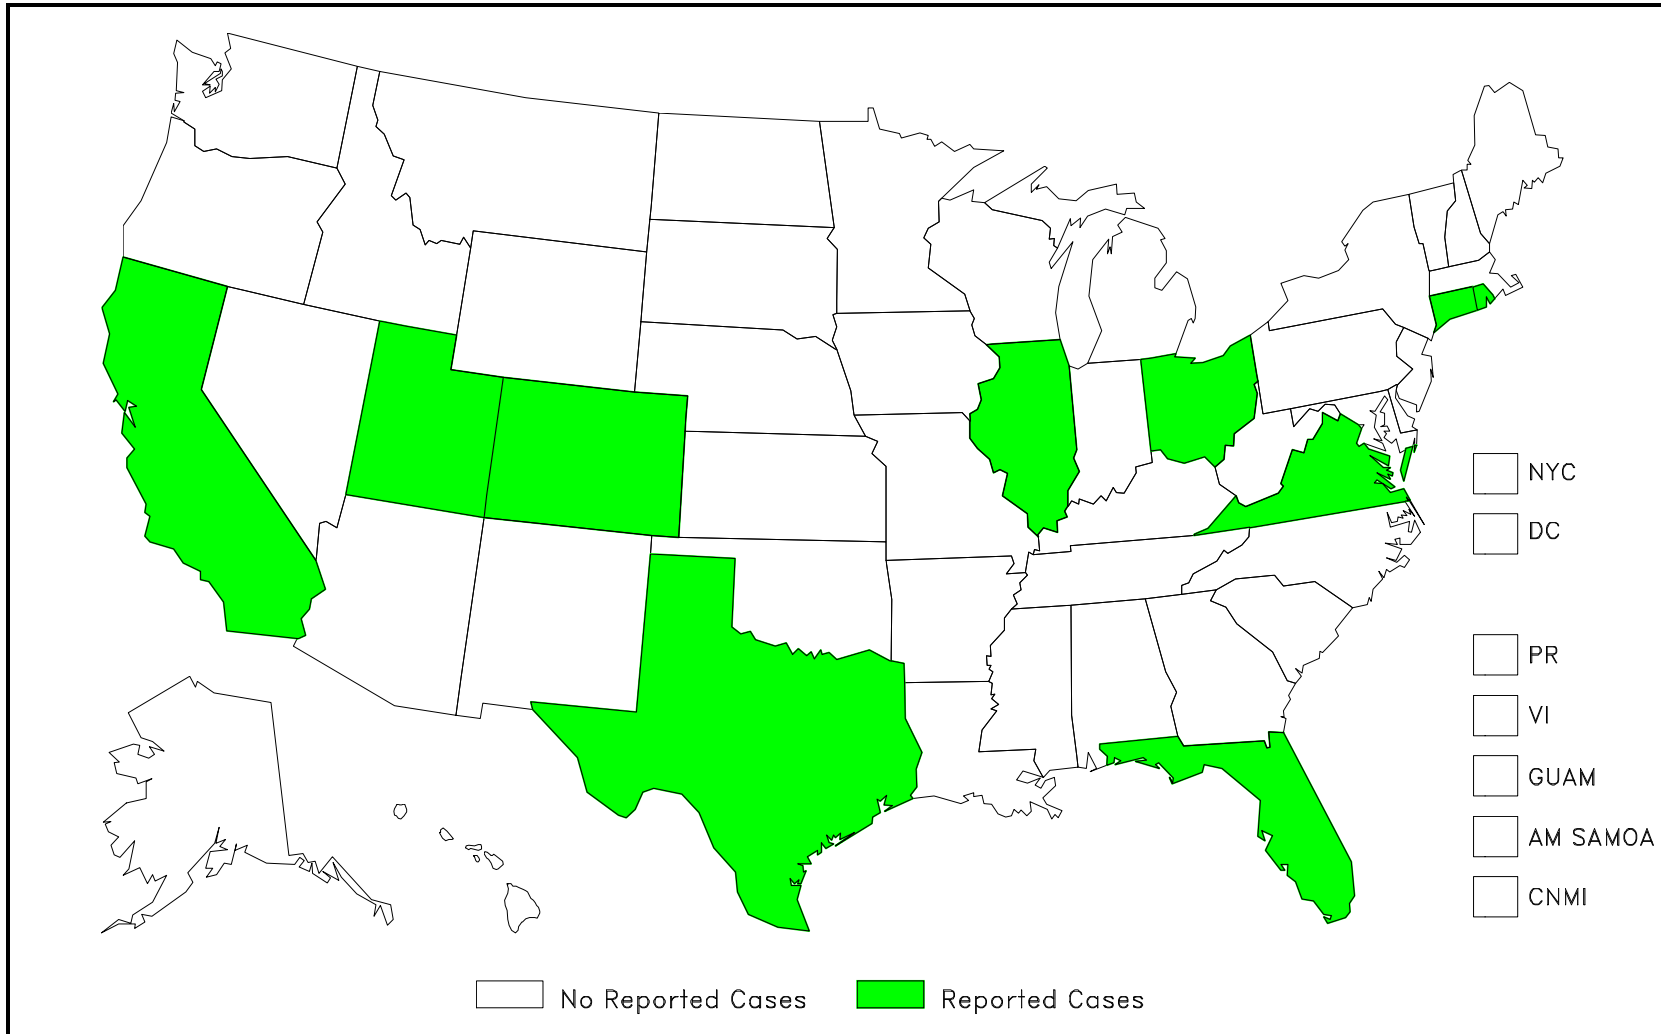 NYC
DC
PR
VI
GUAM
AM SAMOA
CNMI
No Reported Cases
Reported Cases